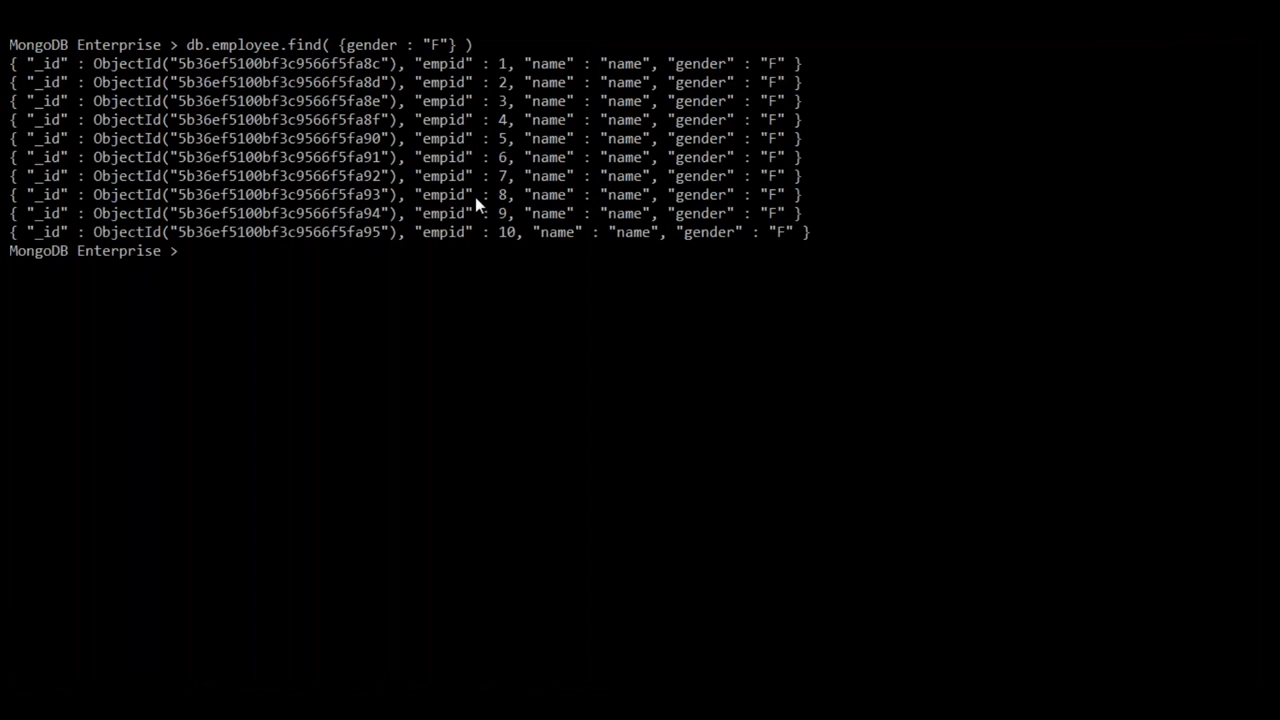 MongoDB Enterprise > db.employee.find( {gender : "F"} )
{ "_id" : ObjectId("5b36ef5100bf3c9566f5fa8c"), "empid" : 1, "name" : "name", "gender" : "F" }
{ "_id" : ObjectId("5b36ef5100bf3c9566f5fa8d"), "empid" : 2, "name" : "name", "gender" : "F" }
{ "_id" : ObjectId("5b36ef5100bf3c9566f5fa8e"), "empid" : 3, "name" : "name", "gender" : "F" }
{ "_id" : ObjectId("5b36ef5100bf3c9566f5fa8f"), "empid" : 4, "name" : "name", "gender" : "F" }
{ "_id" : ObjectId("5b36ef5100bf3c9566f5fa90"), "empid" : 5, "name" : "name", "gender" : "F" }
{ "_id" : ObjectId("5b36ef5100bf3c9566f5fa91"), "empid" : 6, "name" : "name", "gender" : "F" }
{ "_id" : ObjectId("5b36ef5100bf3c9566f5fa92"), "empid" : 7, "name" : "name", "gender" : "F" }
{ "_id" : ObjectId("5b36ef5100bf3c9566f5fa93"), "empid" : 8, "name" : "name", "gender" : "F" }
{ "_id" : ObjectId("5b36ef5100bf3c9566f5fa94"), "empid" : 9, "name" : "name", "gender" : "F" }
{ "_id" : ObjectId("5b36ef5100bf3c9566f5fa95"), "empid" : 10, "name" : "name", "gender" : "F" }
MongoDB Enterprise >